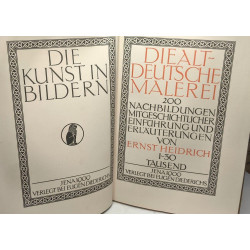 DIE
KUNST IN
BILDERN
JENA 1909
VERLEGT BEI EUGEN DIEDERICHS
DIE ALT-
DEUTSCHE
MALEREI
200
NACHBILDUNGEN
MIT GESCHICHTLICHER
EINFÜHRUNG UND
ERLÄUTERUNGEN
VON
ERNST HEIDRICH
1-30
TAUSEND
JENA 1909
VERLEGT BEI EUGEN DIEDERICHS